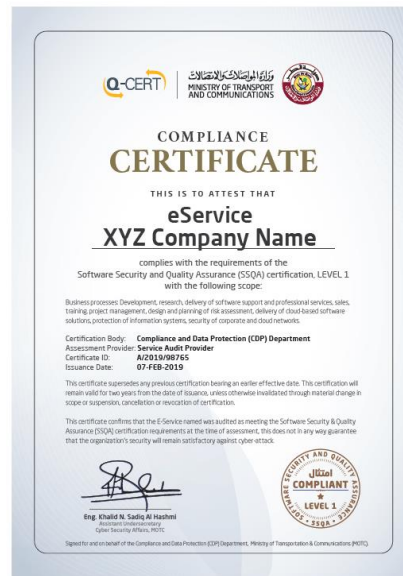 Q-CERT
وزارة المواصلات والاتصالات
MINISTRY OF TRANSPORT
AND COMMUNICATIONS
COMPLIANCE
CERTIFICATE
THIS IS TO ATTEST THAT
eService
XYZ Company Name
complies with the requirements of the
Software Security and Quality Assurance (SSQA) certification, LEVEL 1
with the following scope:
Business processes: Development, research, delivery of software support and professional services, sales,
training, project management, design and planning of risk assessment, delivery of cloud-based software
solutions, protection of information systems, security of corporate and cloud networks.
Certification Body: Compliance and Data Protection (CDP) Department
Assessment Provider: Service Audit Provider
Certificate ID: A/2019/98765
Issuance Date: 07-FEB-2019
This certificate supersedes any previous certification bearing an earlier effective date. This certification will
remain valid for two years from the date of issuance, unless otherwise invalidated through material change in
scope or suspension, cancellation or revocation of certification.
This certificate confirms that the E-Service named was audited as meeting the Software Security & Quality
Assurance (SSQA) certification requirements at the time of assessment, this does not in any way guarantee
that the organization's security will remain satisfactory against cyber-attack.
SOFTWARE SECURITY AND QUALITY ASSURANCE
امتثال
COMPLIANT
LEVEL 1
SSQA
Eng. Khalid N. Sadiq Al Hashmi
Assistant Undersecretary
Cyber Security Affairs, MOTC
Signed for and on behalf of the Compliance and Data Protection (CDP) Department, Ministry of Transportation & Communications (MOTC).